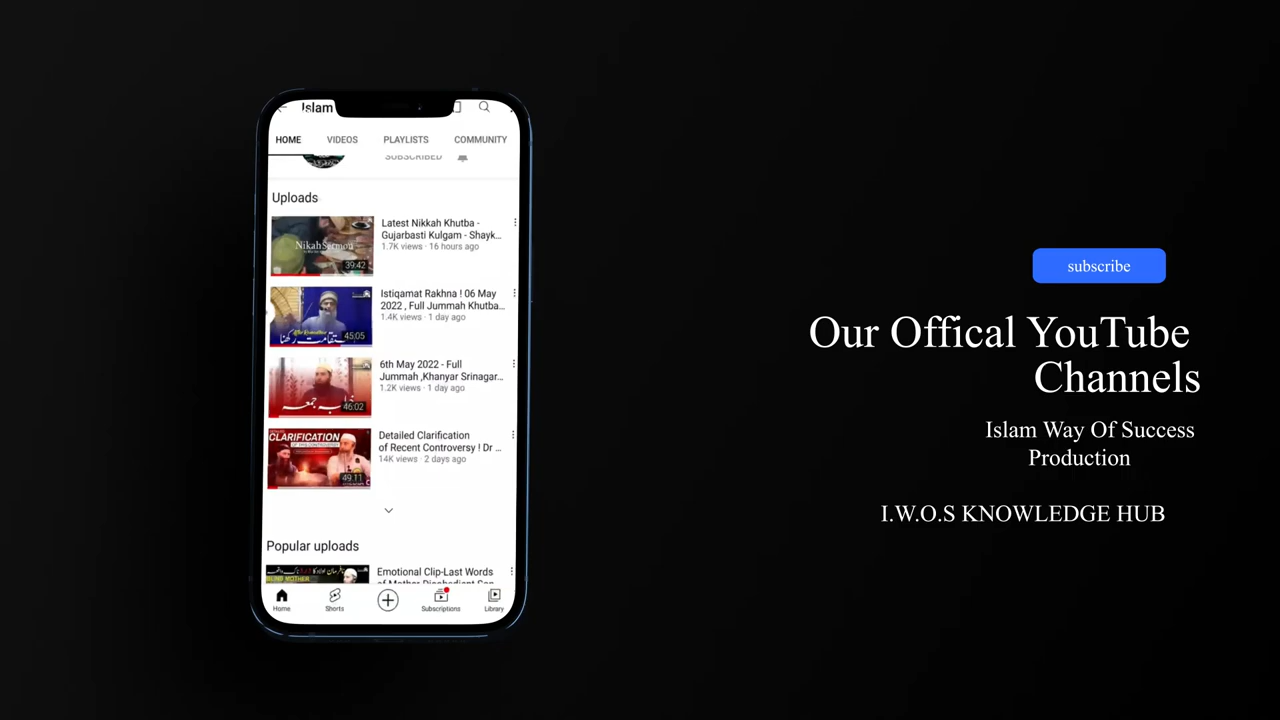 Islam
HOME VIDEOS PLAYLISTS COMMUNITY
SUBSCRIBED
Uploads
Latest Nikkah Khutba -
Gujarbasti Kulgam - Shayk...
1.7K views · 16 hours ago
Nikah Sermon
39:42
Istiqamat Rakhna ! 06 May
2022 , Full Jummah Khutba...
1.4K views · 1 day ago
45:05
6th May 2022 - Full
Jummah ,Khanyar Srinagar...
1.2K views · 1 day ago
46:02
Detailed Clarification
of Recent Controversy ! Dr ...
14K views · 2 days ago
CLARIFICATION
49:11
Popular uploads
Emotional Clip-Last Words
of Mother Disobedient Son
Home Shorts Subscriptions Library
subscribe
Our Offical YouTube
Channels
Islam Way Of Success
Production
I.W.O.S KNOWLEDGE HUB